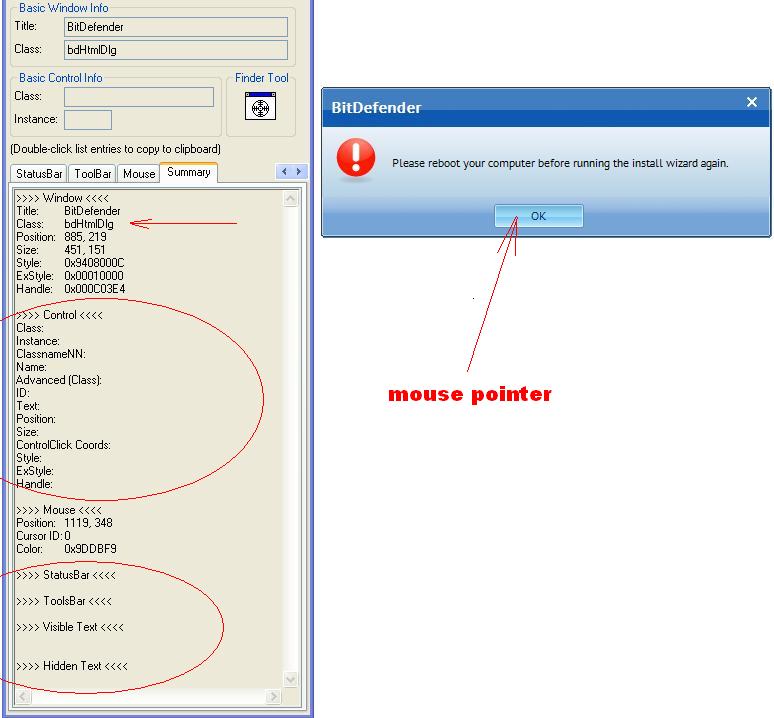 Basic Window Info
Title: BitDefender
Class: bdHtmlDlg
Basic Control Info
Class:
Instance:
Finder Tool
(Double-click list entries to copy to clipboard)
StatusBar ToolBar Mouse Summary
>>>> Window <<<<
Title: BitDefender
Class: bdHtmlDlg
Position: 885, 219
Size: 451, 151
Style: 0x9408000C
ExStyle: 0x00010000
Handle: 0x000C03E4
>>>> Control <<<<
Class:
Instance:
ClassnameNN:
Name:
Advanced (Class):
ID:
Text:
Position:
Size:
ControlClick Coords:
Style:
ExStyle:
Handle:
>>>> Mouse <<<<
Position: 1119, 348
Cursor ID: 0
Color: 0x9DDBF9
>>>> StatusBar <<<<
>>>> ToolsBar <<<<
>>>> Visible Text <<<<
>>>> Hidden Text <<<<
BitDefender
Please reboot your computer before running the install wizard again.
OK
mouse pointer